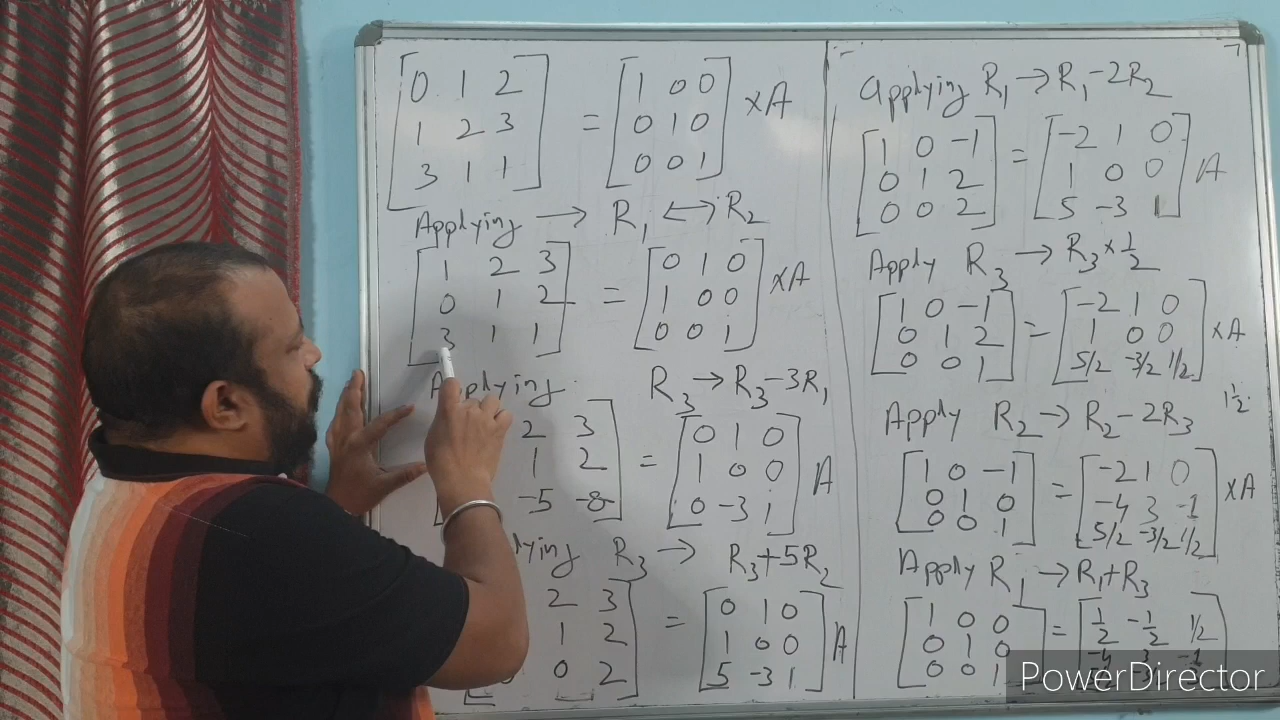 [0 1 2 = [1 0 0
1 2 3 0 1 0 ×A
3 1 1] 0 0 1]
Applying → R₁ ↔ R₂
[1 2 3 = [0 1 0
0 1 2 1 0 0 ×A
3 1 1] 0 0 1]
Applying R₃ → R₃-3R₁
2 3 [0 1 0
1 2 = 1 0 0 A
-5 -8] 0 -3 1]
lying R₃ → R₃+5R₂
2 3 [0 1 0
1 2 = 1 0 0 A
0 2] 5 -3 1]
Applying R₁ → R₁-2R₂
[1 0 -1 [-2 1 0
0 1 2 = 1 0 0 A
0 0 2] 5 -3 1]
Apply R₃ → R₃×1/2
[1 0 -1 [-2 1 0
0 1 2 = 1 0 0 ×A
0 0 1] 5/2 -3/2 1/2]
1 1/2
Apply R₂ → R₂-2R₃
[1 0 -1 [-2 1 0
0 1 0 = -4 3 -1 ×A
0 0 1] 5/2 -3/2 1/2]
Apply R₁ → R₁+R₃
[1 0 0 [1/2 -1/2 1/2
0 1 0 = -4 3 -1
0 0 1
PowerDirector